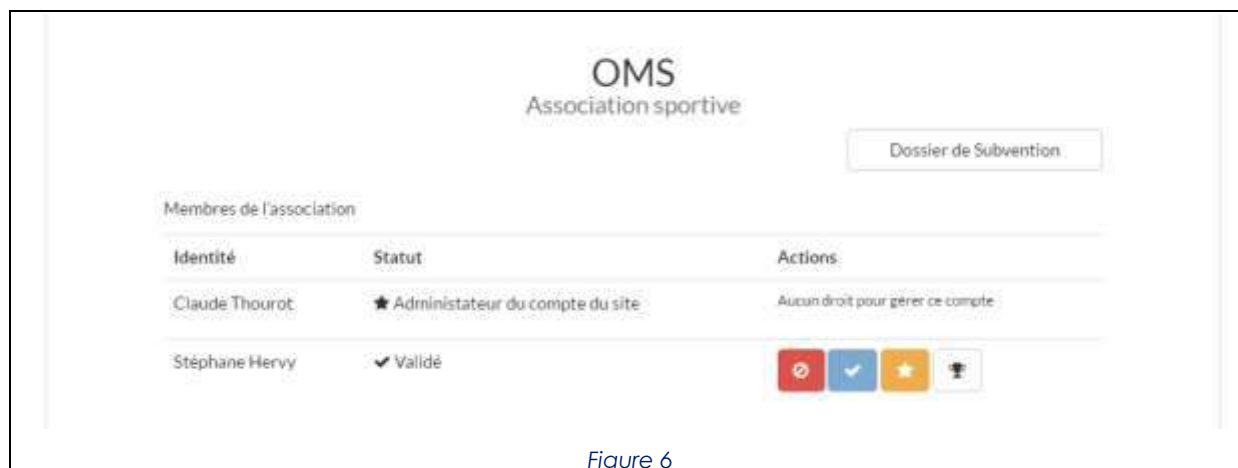 OMS
Association sportive
Dossier de Subvention
Membres de l'association
Identité Statut Actions
Claude Thourot Administateur du compte du site Aucun droit pour gérer ce compte
Stéphane Hervy Validé
Figure 6